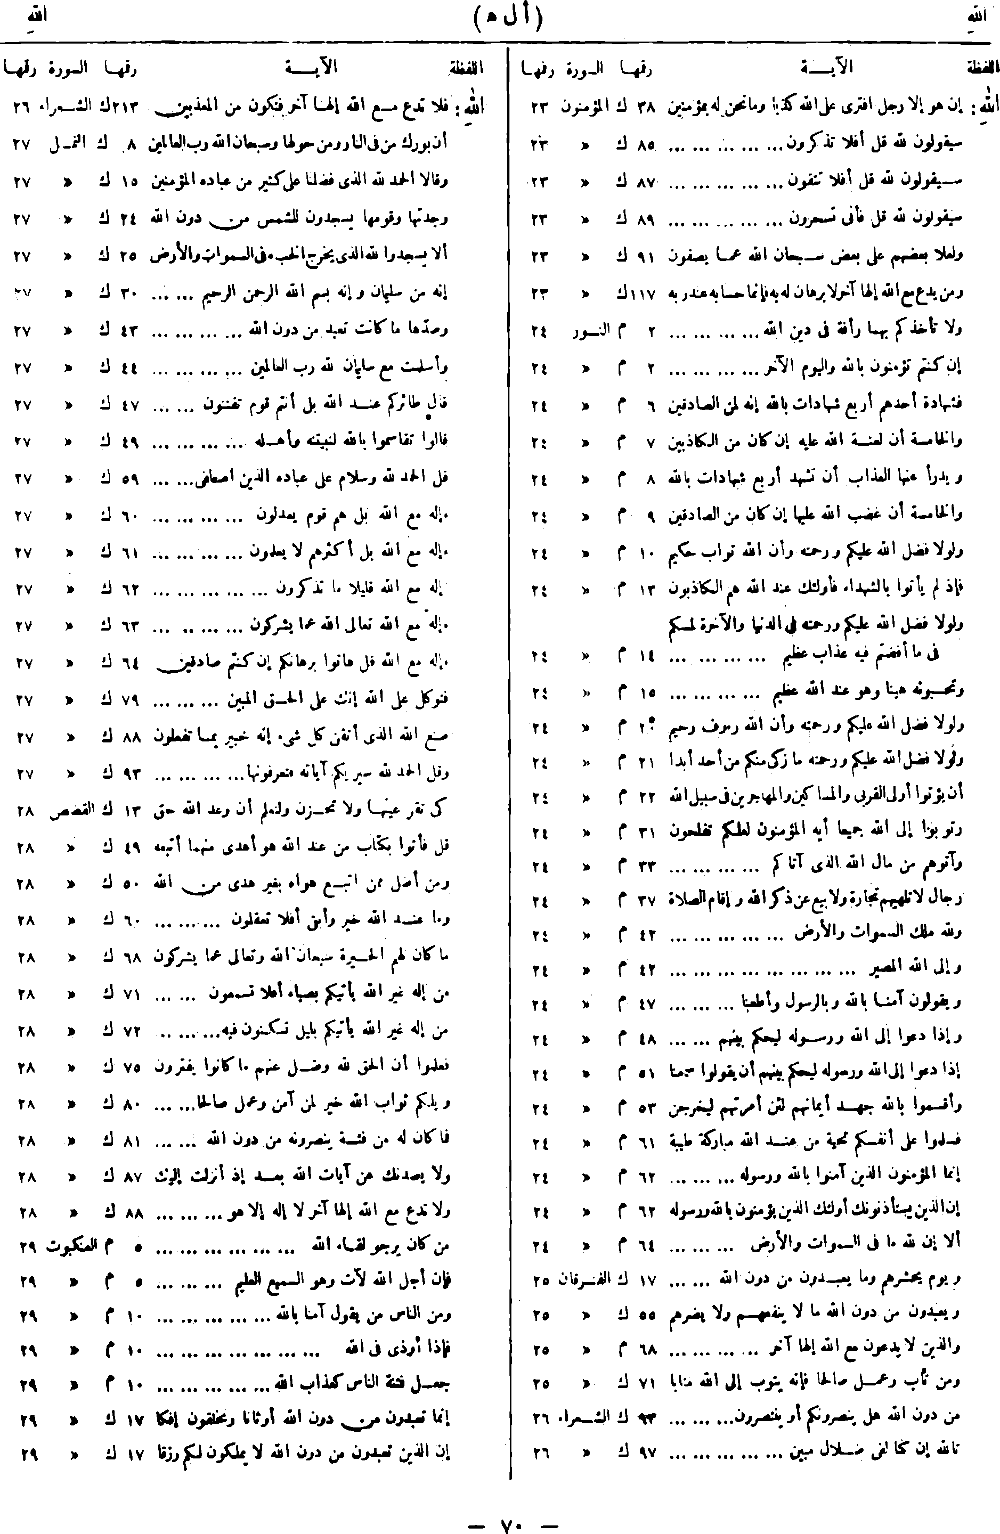 اللهِ (أ ل ه) اللهِ
اللفظة الآيـــة رقمها السورة رقمها
اللهِ: إن هو إلا رجل افترى على الله كذبا وما نحن له بمؤمنين ٣٨ ك المؤمنون ٢٣
سيقولون لله قل أفلا تذكرون ... ... ... ... ... ٨٥ ك « ٢٣
سيقولون لله قل أفلا تتقون ... ... ... ... ... ٨٧ ك « ٢٣
سيقولون لله قل فأنى تسحرون ... ... ... ... ... ٨٩ ك « ٢٣
ولعلا بعضهم على بعض سبحان الله عما يصفون ٩١ ك « ٢٣
ومن يدع مع الله إلها آخر لا برهان له به فإنما حسابه عند ربه ١١٧ ك « ٢٣
ولا تأخذكم بهما رأفة فى دين الله ... ... ... ... ٢ م النور ٢٤
إن كنتم تؤمنون بالله واليوم الآخر ... ... ... ... ٢ م « ٢٤
فشهادة أحدهم أربع شهادات بالله إنه لمن الصادقين ٦ م « ٢٤
والخامسة أن لعنة الله عليه إن كان من الكاذبين ٧ م « ٢٤
ويدرأ عنها العذاب أن تشهد أربع شهادات بالله ٨ م « ٢٤
والخامسة أن غضب الله عليها إن كان من الصادقين ٩ م « ٢٤
ولولا فضل الله عليكم ورحمته وأن الله تواب حكيم ١٠ م « ٢٤
فإذ لم يأتوا بالشهداء فأولئك عند الله هم الكاذبون ١٣ م « ٢٤
ولولا فضل الله عليكم ورحمته فى الدنيا والآخرة لمسكم
فى ما أفضتم فيه عذاب عظيم ... ... ... ... ١٤ م « ٢٤
وتحسبونه هينا وهو عند الله عظيم ... ... ... ... ١٥ م « ٢٤
ولولا فضل الله عليكم ورحمته وأن الله رءوف رحيم ٢٠ م « ٢٤
ولولا فضل الله عليكم ورحمته ما زكى منكم من أحد أبدا ٢١ م « ٢٤
أن يؤتوا أولى القربى والمساكين والمهاجرين فى سبيل الله ٢٢ م « ٢٤
وتوبوا إلى الله جميعا أيه المؤمنون لعلكم تفلحون ٣١ م « ٢٤
وآتوهم من مال الله الذى آتاكم ... ... ... ... ٣٣ م « ٢٤
رجال لا تلهيهم تجارة ولا بيع عن ذكر الله وإقام الصلاة ٣٧ م « ٢٤
ولله ملك السموات والأرض ... ... ... ... ... ٤٢ م « ٢٤
وإلى الله المصير ... ... ... ... ... ... ... ٤٢ م « ٢٤
ويقولون آمنا بالله وبالرسول وأطعنا ... ... ... ٤٧ م « ٢٤
وإذا دعوا إلى الله ورسوله ليحكم بينهم ... ... ٤٨ م « ٢٤
إذا دعوا إلى الله ورسوله ليحكم بينهم أن يقولوا سمعنا ٥١ م « ٢٤
وأقسموا بالله جهد أيمانهم لئن أمرتهم ليخرجن ٥٣ م « ٢٤
فسلموا على أنفسكم تحية من عند الله مباركة طيبة ٦١ م « ٢٤
إنما المؤمنون الذين آمنوا بالله ورسوله ... ... ... ٦٢ م « ٢٤
إن الذين يستأذنونك أولئك الذين يؤمنون بالله ورسوله ٦٢ م « ٢٤
ألا إن لله ما فى السموات والأرض ... ... ... ... ٦٤ م « ٢٤
ويوم يحشرهم وما يعبدون من دون الله ... ... ١٧ ك الفرقان ٢٥
ويعبدون من دون الله ما لا ينفعهم ولا يضرهم ٥٥ ك « ٢٥
والذين لا يدعون مع الله إلها آخر ... ... ... ... ٦٨ م « ٢٥
ومن تاب وعمل صالحا فإنه يتوب إلى الله متابا ٧١ ك « ٢٥
من دون الله هل ينصرونكم أو ينتصرون ... ... ... ٩٣ ك الشعراء ٢٦
تالله إن كنا لفى ضلال مبين ... ... ... ... ... ٩٧ ك « ٢٦
اللفظة الآيـــة رقمها السورة رقمها
اللهِ: فلا تدع مع الله إلها آخر فتكون من المعذبين ٢١٣ ك الشعراء ٢٦
أن بورك من فى النار ومن حولها وسبحان الله رب العالمين ٨ ك النمل ٢٧
وقالا الحمد لله الذى فضلنا على كثير من عباده المؤمنين ١٥ ك « ٢٧
وجدتها وقومها يسجدون للشمس من دون الله ٢٤ ك « ٢٧
ألا يسجدوا لله الذى يخرج الخبء فى السموات والأرض ٢٥ ك « ٢٧
إنه من سليمان وإنه بسم الله الرحمن الرحيم ... ... ٣٠ ك « ٢٧
وصدّها ما كانت تعبد من دون الله ... ... ... ... ٤٣ ك « ٢٧
وأسلمت مع سليمان لله رب العالمين ... ... ... ... ٤٤ ك « ٢٧
قال طائركم عند الله بل أنتم قوم تفتنون ... ... ٤٧ ك « ٢٧
قالوا تقاسموا بالله لنبيتنه وأهله ... ... ... ... ٤٩ ك « ٢٧
قل الحمد لله وسلام على عباده الذين اصطفى ... ... ٥٩ ك « ٢٧
ءإله مع الله بل هم قوم يعدلون ... ... ... ... ٦٠ ك « ٢٧
ءإله مع الله بل أكثرهم لا يعلمون ... ... ... ... ٦١ ك « ٢٧
ءإله مع الله قليلا ما تذكرون ... ... ... ... ... ٦٢ ك « ٢٧
ءإله مع الله تعالى الله عما يشركون ... ... ... ... ٦٣ ك « ٢٧
ءإله مع الله قل هاتوا برهانكم إن كنتم صادقين ٦٤ ك « ٢٧
فتوكل على الله إنك على الحق المبين ... ... ... ٧٩ ك « ٢٧
صنع الله الذى أتقن كل شىء إنه خبير بما تفعلون ٨٨ ك « ٢٧
وقل الحمد لله سيريكم آياته فتعرفونها ... ... ... ... ٩٣ ك « ٢٧
كى تقر عينها ولا تحزن ولتعلم أن وعد الله حق ١٣ ك القصص ٢٨
قل فأتوا بكتاب من عند الله هو أهدى منهما أتبعه ٤٩ ك « ٢٨
ومن أضل ممن اتبع هواه بغير هدى من الله ٥٠ ك « ٢٨
وما عند الله خير وأبقى أفلا تعقلون ... ... ... ٦٠ ك « ٢٨
ما كان لهم الخيرة سبحان الله وتعالى عما يشركون ٦٨ ك « ٢٨
من إله غير الله يأتيكم بضياء أفلا تسمعون ... ... ٧١ ك « ٢٨
من إله غير الله يأتيكم بليل تسكنون فيه ... ... ... ٧٢ ك « ٢٨
فعلموا أن الحق لله وضل عنهم ما كانوا يفترون ٧٥ ك « ٢٨
ويلكم ثواب الله خير لمن آمن وعمل صالحا ... ... ٨٠ ك « ٢٨
فما كان له من فئة ينصرونه من دون الله ... ... ٨١ ك « ٢٨
ولا يصدنك عن آيات الله بعد إذ أنزلت إليك ٨٧ ك « ٢٨
ولا تدع مع الله إلها آخر لا إله إلا هو ... ... ... ٨٨ ك « ٢٨
من كان يرجو لقاء الله ... ... ... ... ... ... ٥ م العنكبوت ٢٩
فإن أجل الله لآت وهو السميع العليم ... ... ... ٥ م « ٢٩
ومن الناس من يقول آمنا بالله ... ... ... ... ... ١٠ م « ٢٩
فإذا أوذى فى الله ... ... ... ... ... ... ... ١٠ م « ٢٩
جعل فتنة الناس كعذاب الله ... ... ... ... ... ١٠ م « ٢٩
إنما تعبدون من دون الله أوثانا وتخلقون إفكا ١٧ ك « ٢٩
إن الذين تعبدون من دون الله لا يملكون لكم رزقا ١٧ ك « ٢٩
— ٧٠ —